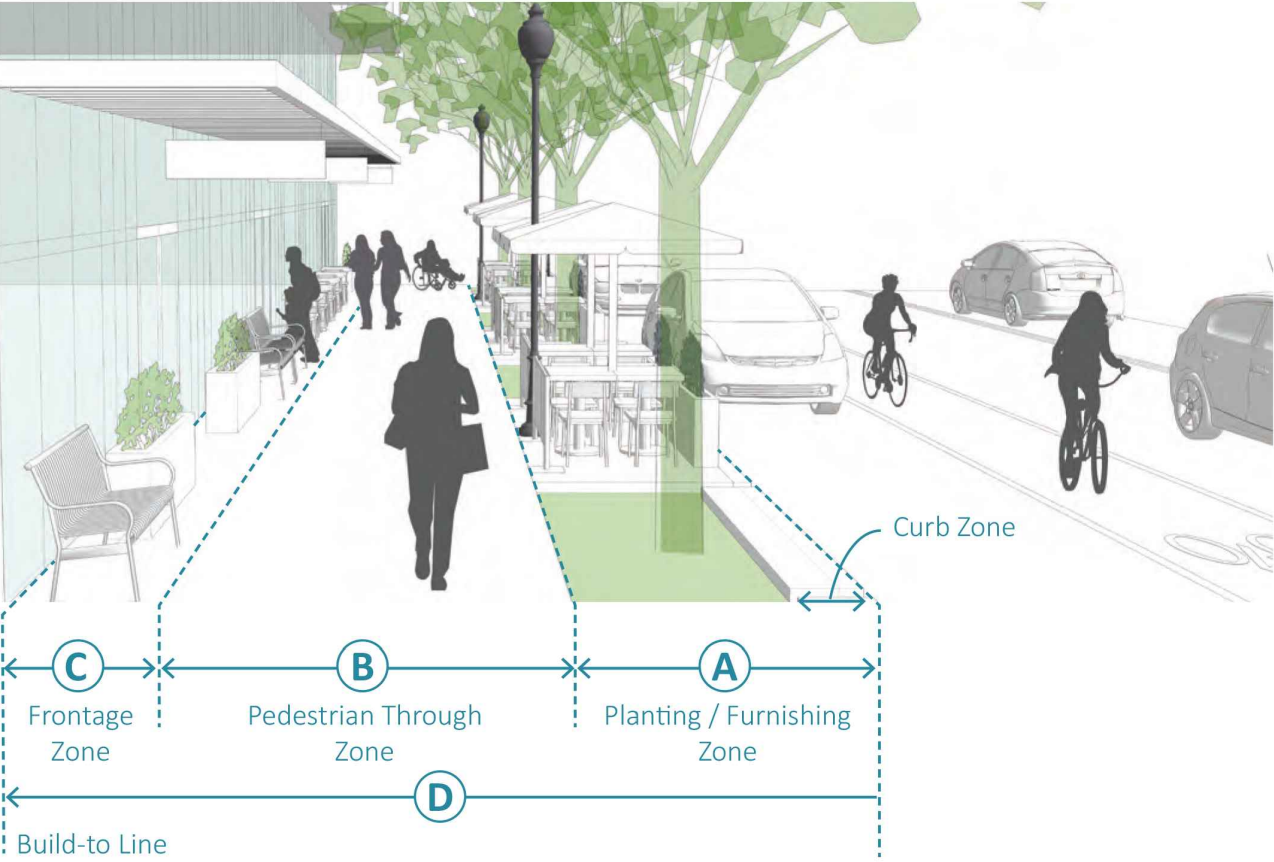 Curb Zone
C
B
A
Frontage
Zone
Pedestrian Through
Zone
Planting / Furnishing
Zone
D
Build-to Line